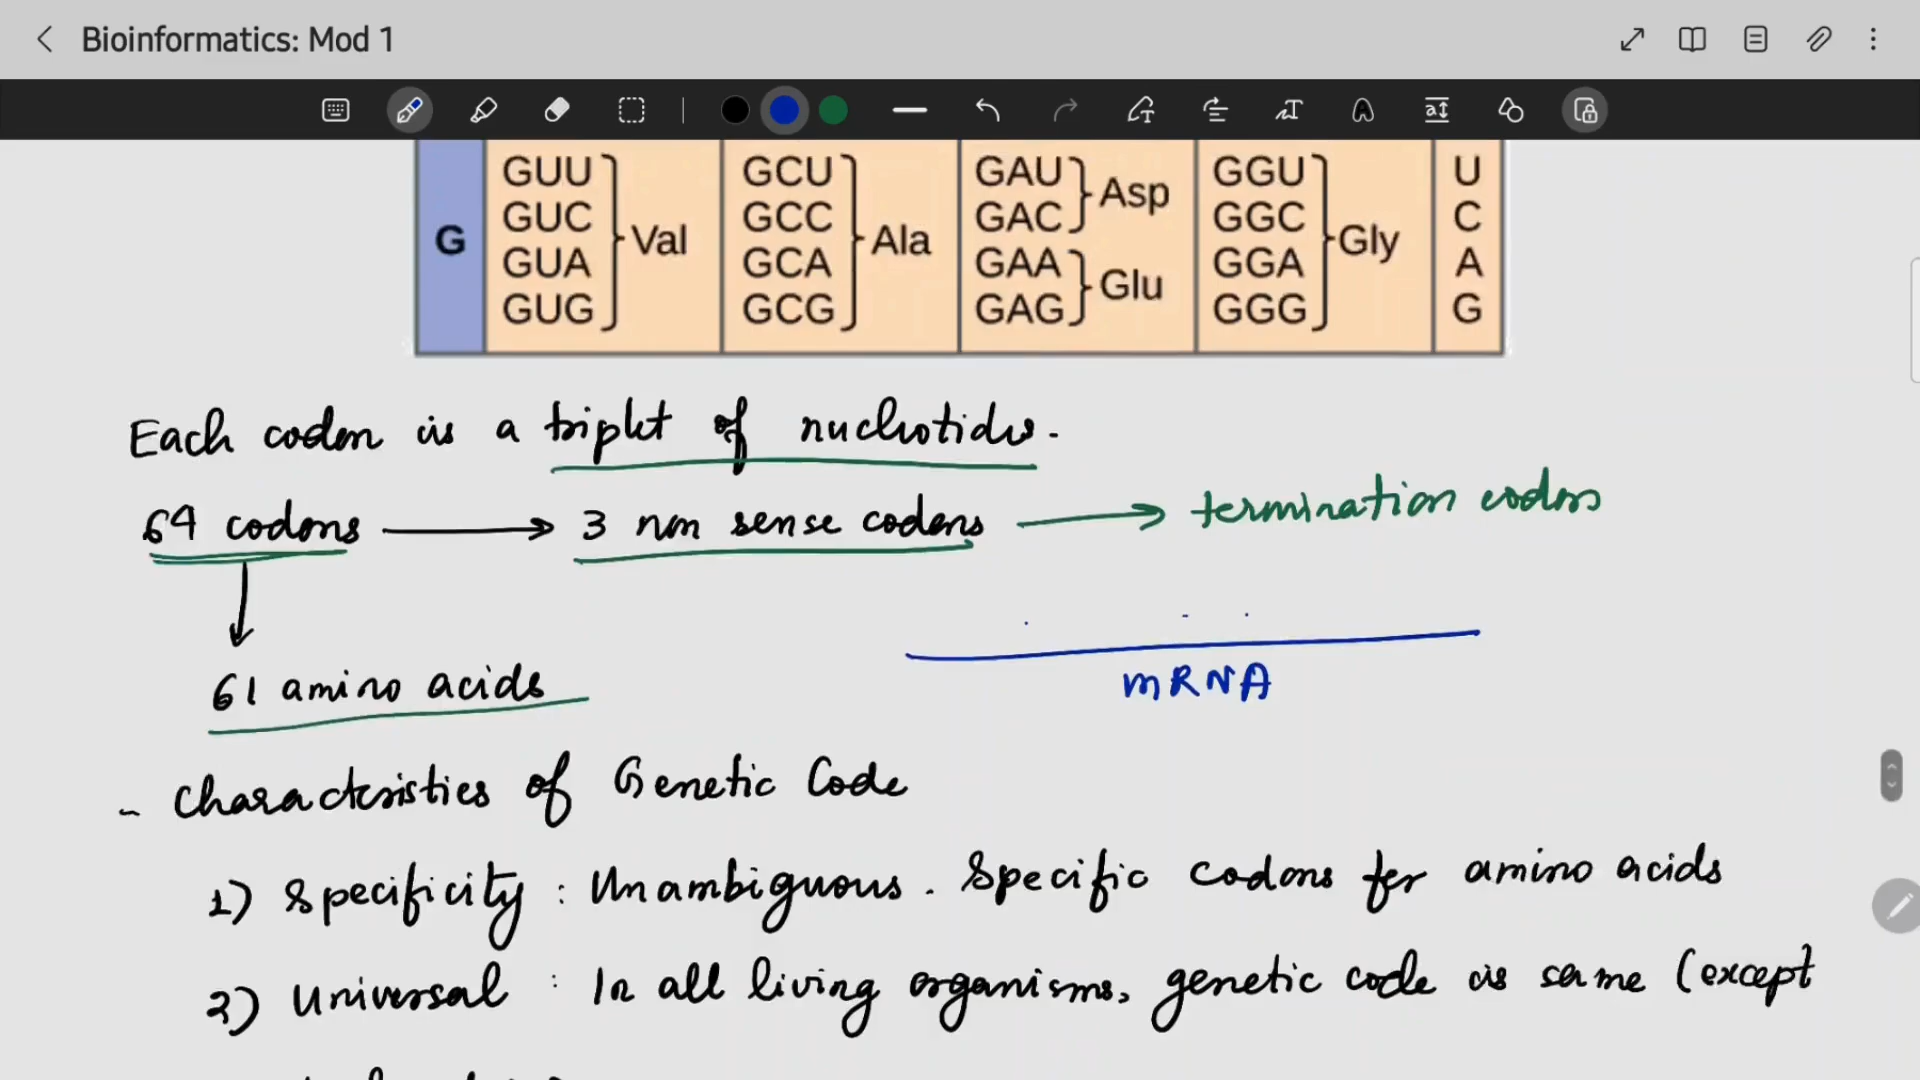 Bioinformatics: Mod 1
G GUU GUC GUA GUG Val GCU GCC GCA GCG Ala GAU GAC Asp GAA GAG Glu GGU GGC GGA GGG Gly U C A G
Each codon is a triplet of nucleotides.
64 codons → 3 non sense codons → termination codons
61 amino acids
mRNA
- Characteristics of Genetic Code
1) Specificity : Unambiguous. Specific codons for amino acids
2) Universal : In all living organisms, genetic code is same (except